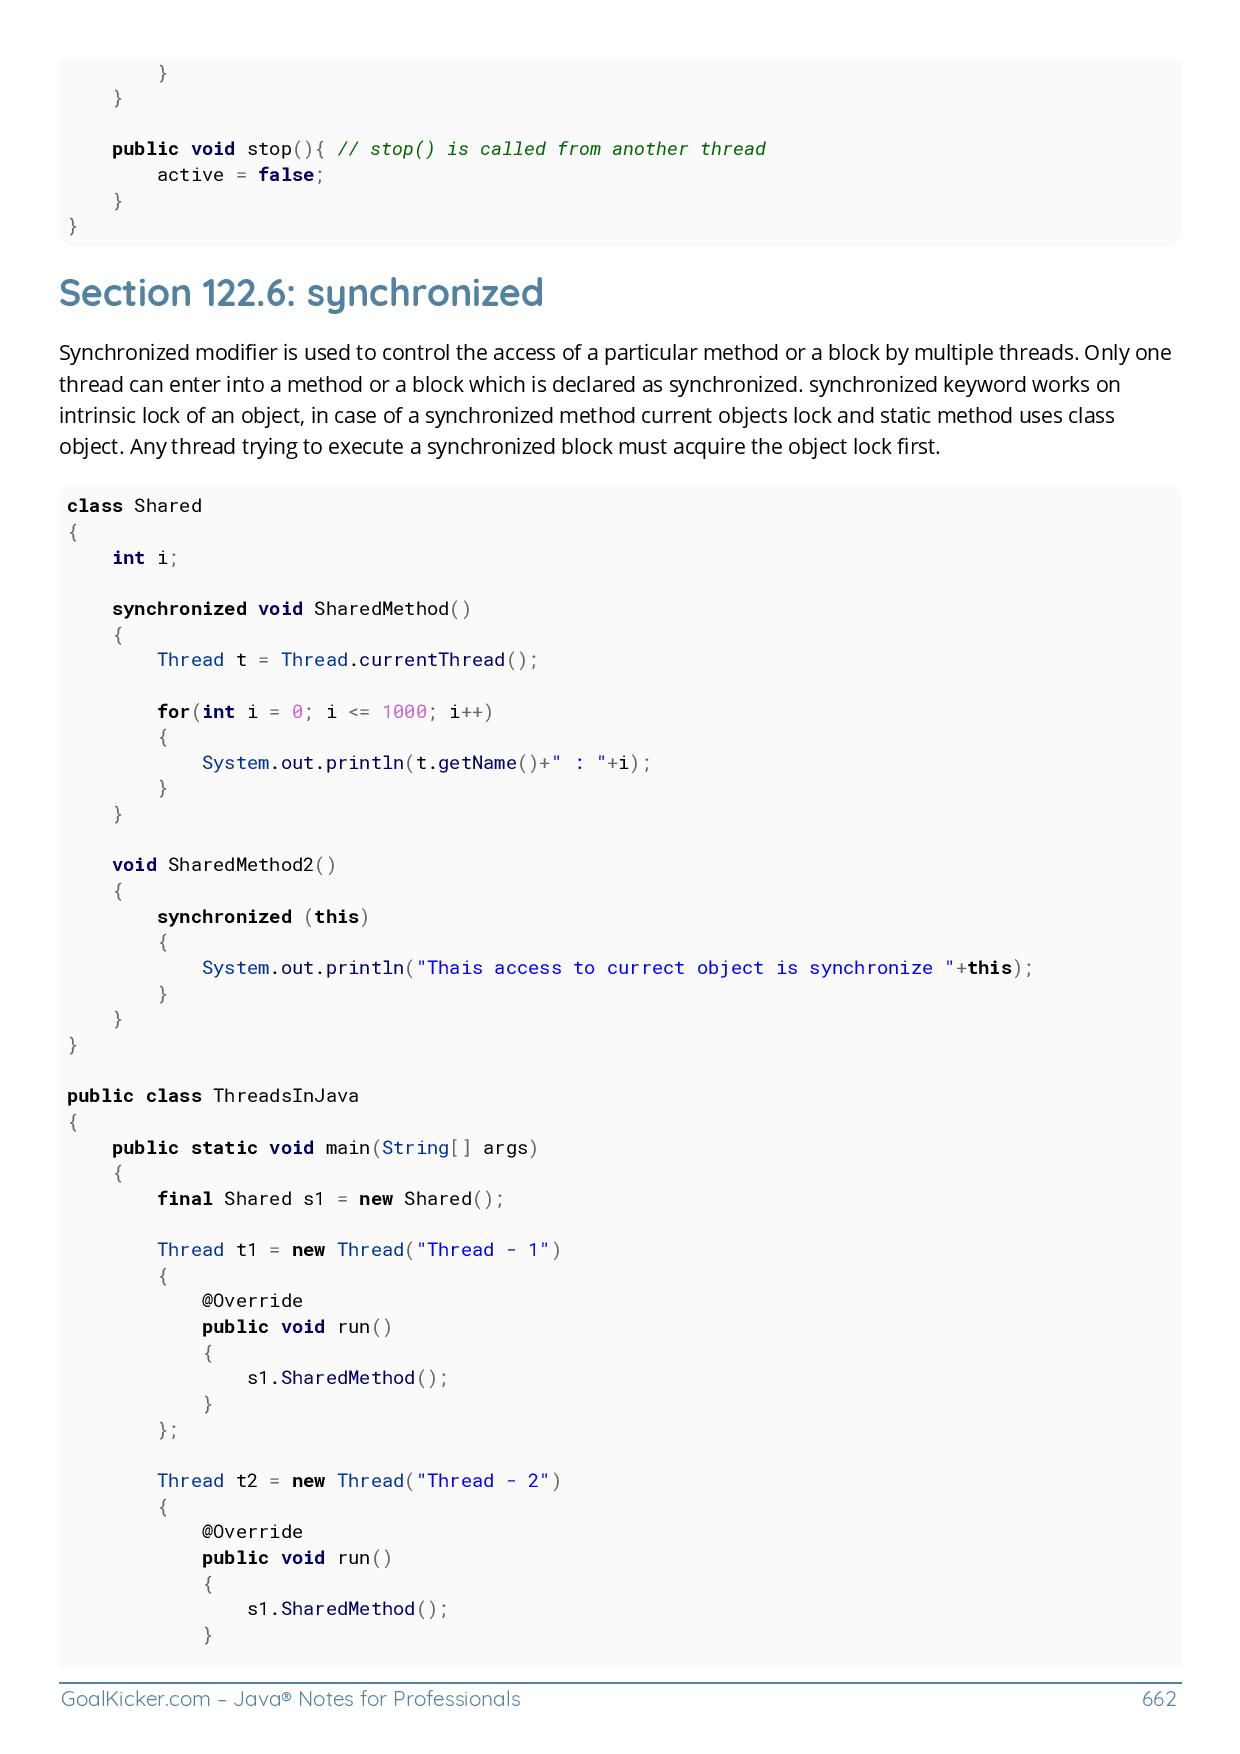 }
    }

    public void stop(){ // stop() is called from another thread
        active = false;
    }
}
Section 122.6: synchronized
Synchronized modifier is used to control the access of a particular method or a block by multiple threads. Only one
thread can enter into a method or a block which is declared as synchronized. synchronized keyword works on
intrinsic lock of an object, in case of a synchronized method current objects lock and static method uses class
object. Any thread trying to execute a synchronized block must acquire the object lock first.
class Shared
{
    int i;

    synchronized void SharedMethod()
    {
        Thread t = Thread.currentThread();

        for(int i = 0; i <= 1000; i++)
        {
            System.out.println(t.getName()+" : "+i);
        }
    }

    void SharedMethod2()
    {
        synchronized (this)
        {
            System.out.println("Thais access to currect object is synchronize "+this);
        }
    }
}

public class ThreadsInJava
{
    public static void main(String[] args)
    {
        final Shared s1 = new Shared();

        Thread t1 = new Thread("Thread - 1")
        {
            @Override
            public void run()
            {
                s1.SharedMethod();
            }
        };

        Thread t2 = new Thread("Thread - 2")
        {
            @Override
            public void run()
            {
                s1.SharedMethod();
            }
GoalKicker.com – Java® Notes for Professionals 662